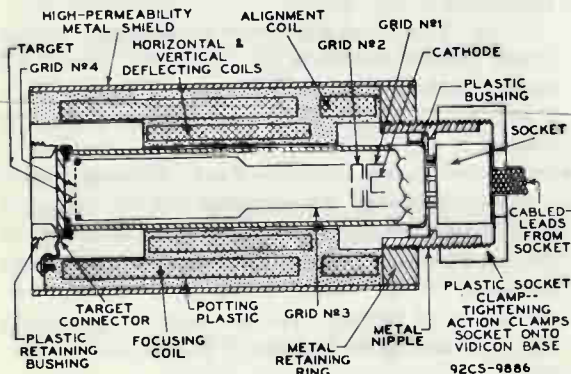 HIGH-PERMEABILITY
METAL SHIELD
TARGET
GRID Nº4
HORIZONTAL &
VERTICAL
DEFLECTING COILS
ALIGNMENT
COIL
GRID Nº2
GRID Nº1
CATHODE
PLASTIC
BUSHING
SOCKET
CABLED-
LEADS
FROM
SOCKET
PLASTIC SOCKET
CLAMP--
TIGHTENING
ACTION CLAMPS
SOCKET ONTO
VIDICON BASE
METAL
NIPPLE
METAL
RETAINING
RING
GRID Nº3
POTTING
PLASTIC
FOCUSING
COIL
TARGET
CONNECTOR
PLASTIC
RETAINING
BUSHING
92CS-9886